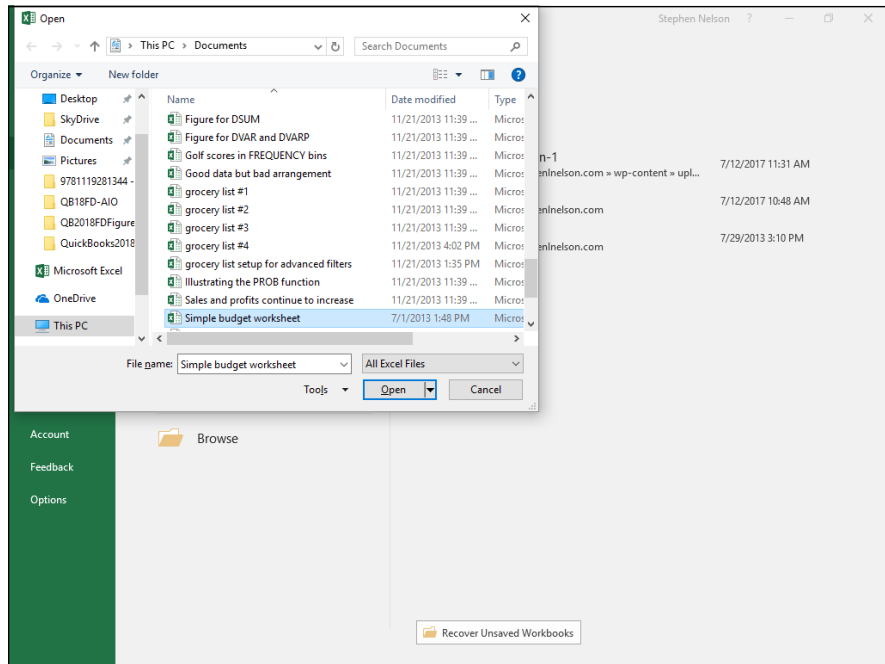 Open
Stephen Nelson ?
This PC > Documents
Search Documents
Organize
New folder
Name
Date modified
Type
Desktop
SkyDrive
Documents
Pictures
9781119281344 -
QB18FD-AIO
QB2018FDFigure
QuickBooks2018
Microsoft Excel
OneDrive
This PC
Figure for DSUM 11/21/2013 11:39 ... Micros
Figure for DVAR and DVARP 11/21/2013 11:39 ... Micros
Golf scores in FREQUENCY bins 11/21/2013 11:39 ... Micros
Good data but bad arrangement 11/21/2013 11:39 ... Micros
grocery list #1 11/21/2013 11:39 ... Micros
grocery list #2 11/21/2013 11:39 ... Micros
grocery list #3 11/21/2013 11:39 ... Micros
grocery list #4 11/21/2013 4:02 PM Micros
grocery list setup for advanced filters 11/21/2013 1:35 PM Micros
Illustrating the PROB function 11/21/2013 11:39 ... Micros
Sales and profits continue to increase 11/21/2013 11:39 ... Micros
Simple budget worksheet 7/1/2013 1:48 PM Micros
File name: Simple budget worksheet
All Excel Files
Tools
Open
Cancel
n-1
enlnelson.com » wp-content » upl...
7/12/2017 11:31 AM
enlnelson.com
7/12/2017 10:48 AM
enlnelson.com
7/29/2013 3:10 PM
Account
Feedback
Options
Browse
Recover Unsaved Workbooks